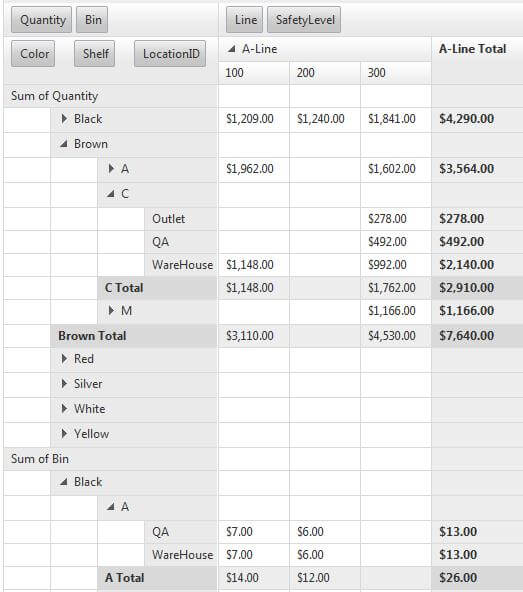 Quantity Bin Line SafetyLevel
Color Shelf LocationID A-Line A-Line Total
100 200 300
Sum of Quantity
Black $1,209.00 $1,240.00 $1,841.00 $4,290.00
Brown
A $1,962.00 $1,602.00 $3,564.00
C
Outlet $278.00 $278.00
QA $492.00 $492.00
WareHouse $1,148.00 $992.00 $2,140.00
C Total $1,148.00 $1,762.00 $2,910.00
M $1,166.00 $1,166.00
Brown Total $3,110.00 $4,530.00 $7,640.00
Red
Silver
White
Yellow
Sum of Bin
Black
A
QA $7.00 $6.00 $13.00
WareHouse $7.00 $6.00 $13.00
A Total $14.00 $12.00 $26.00